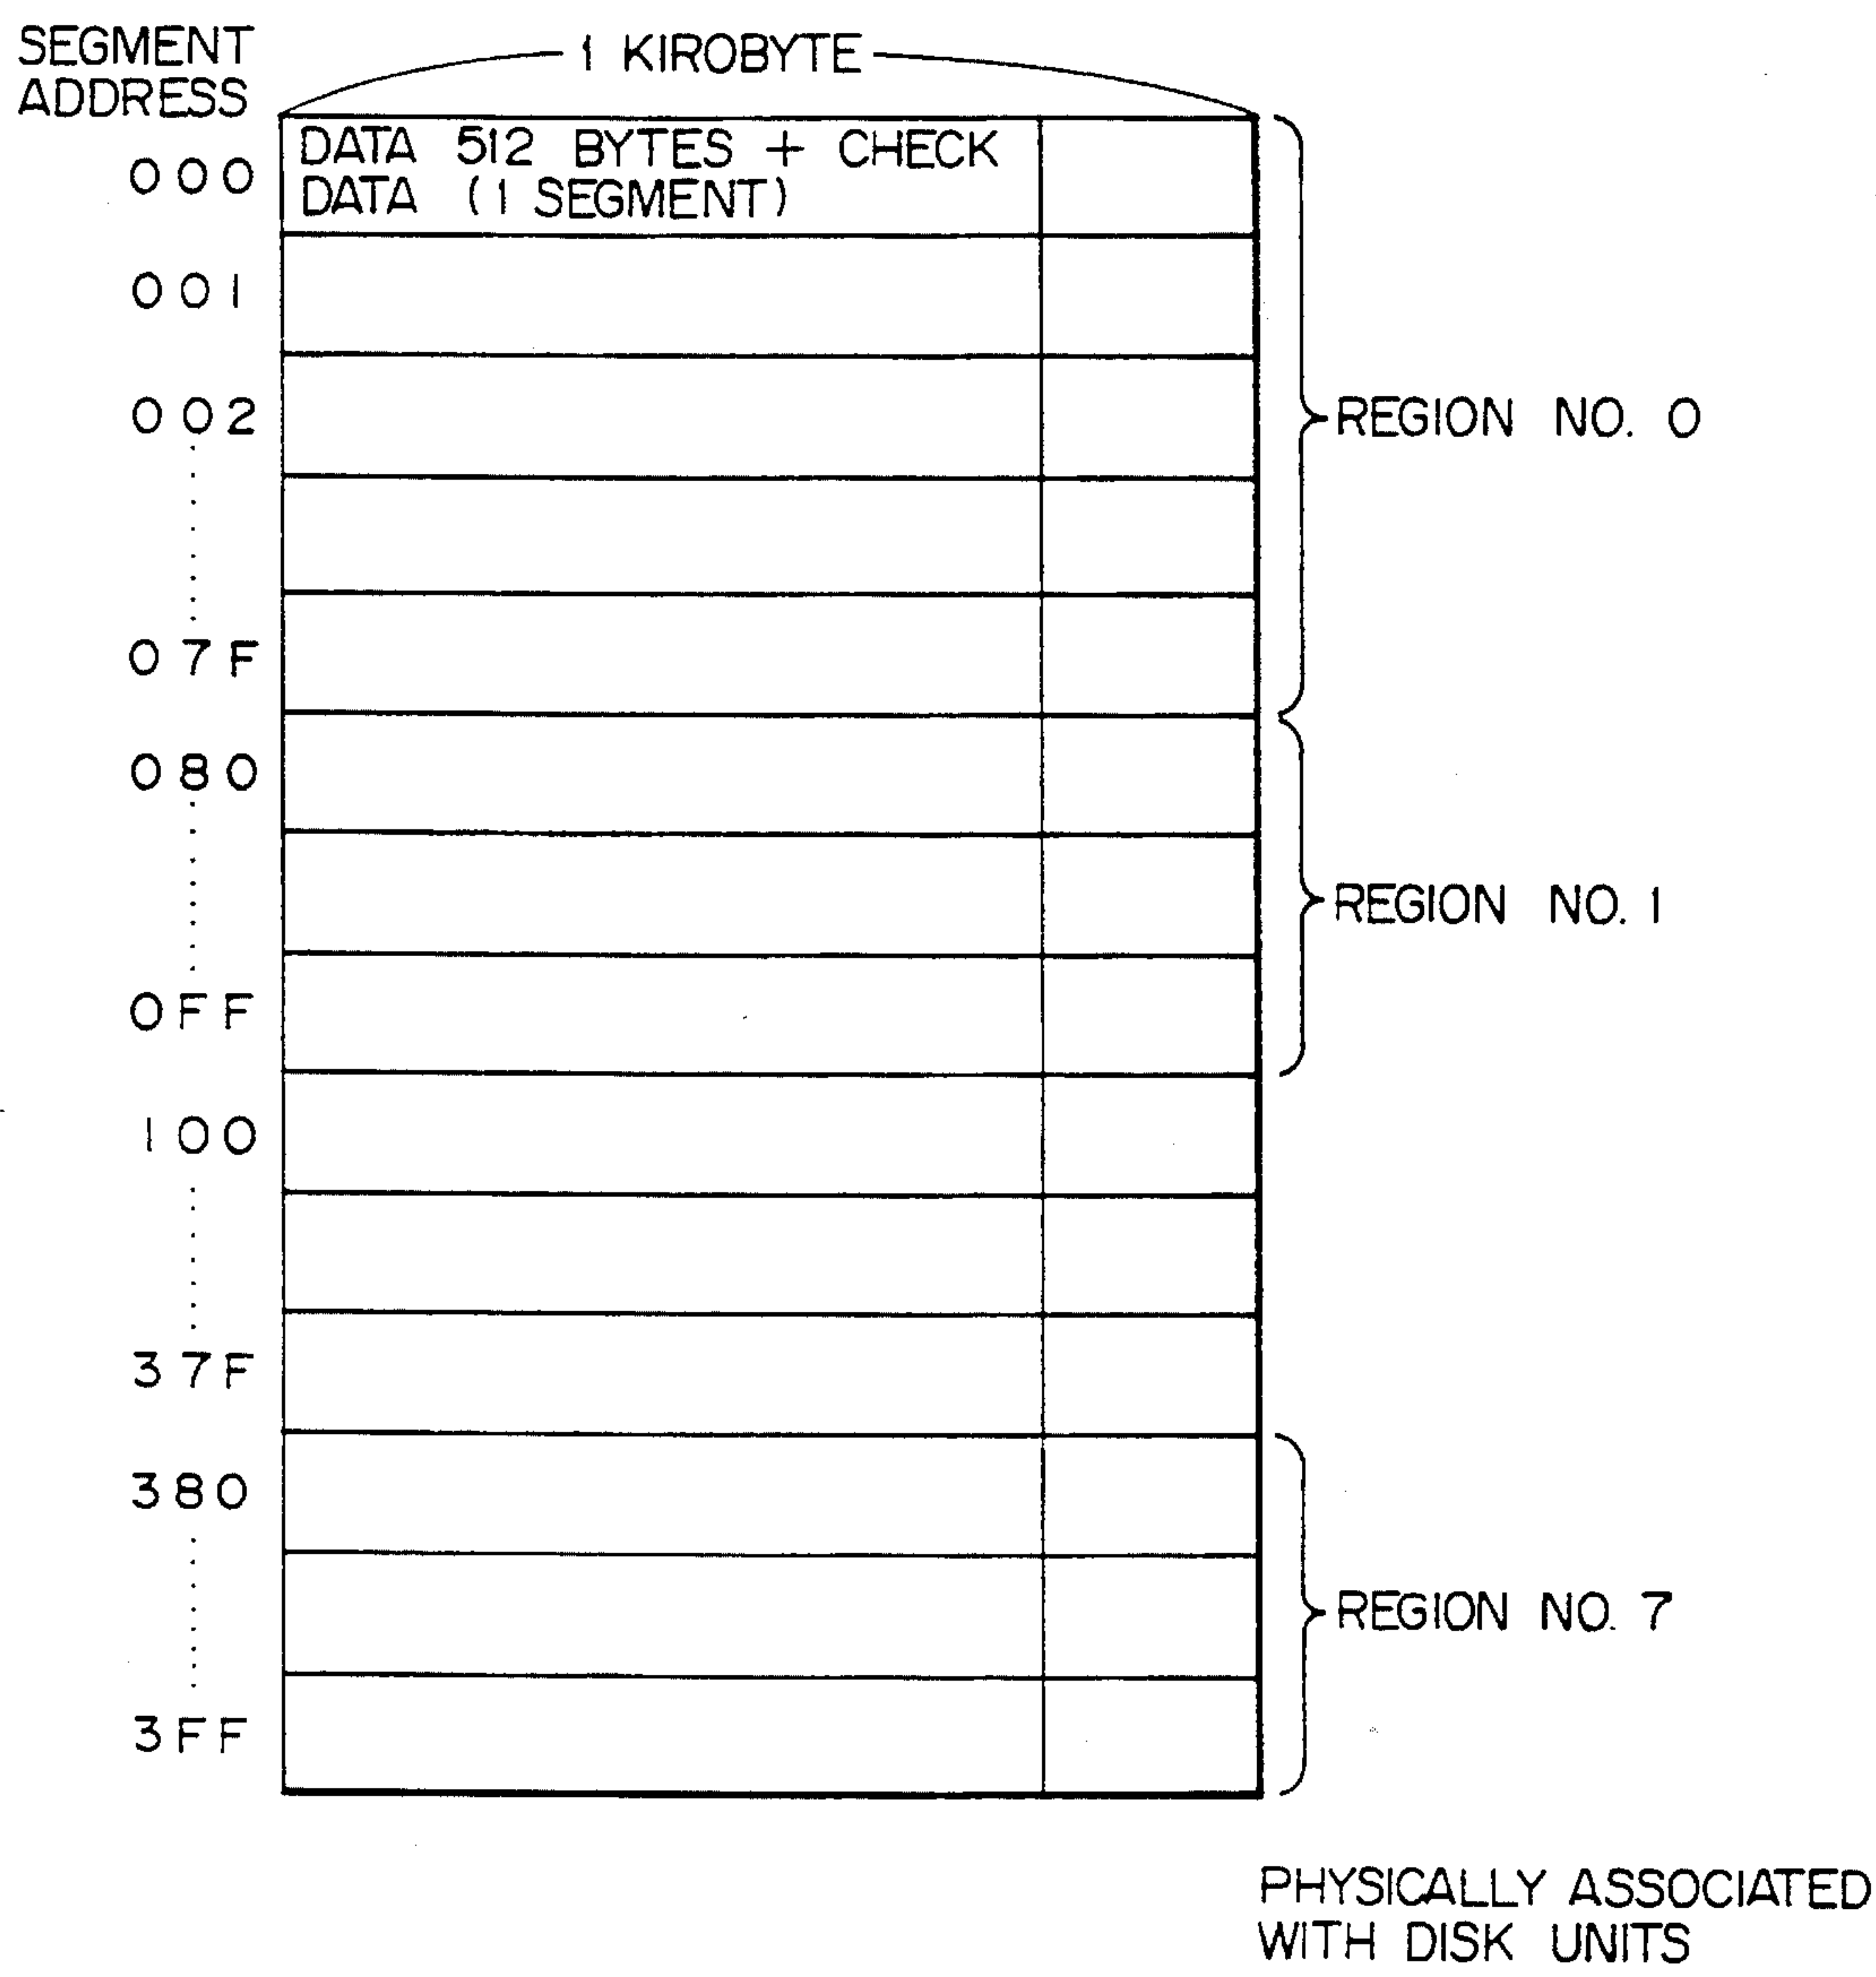 SEGMENT
ADDRESS
1 KIROBYTE
000
DATA 512 BYTES + CHECK
DATA (1 SEGMENT)
001
002
REGION NO. 0
07F
080
REGION NO. 1
0FF
100
37F
380
REGION NO. 7
3FF
PHYSICALLY ASSOCIATED
WITH DISK UNITS